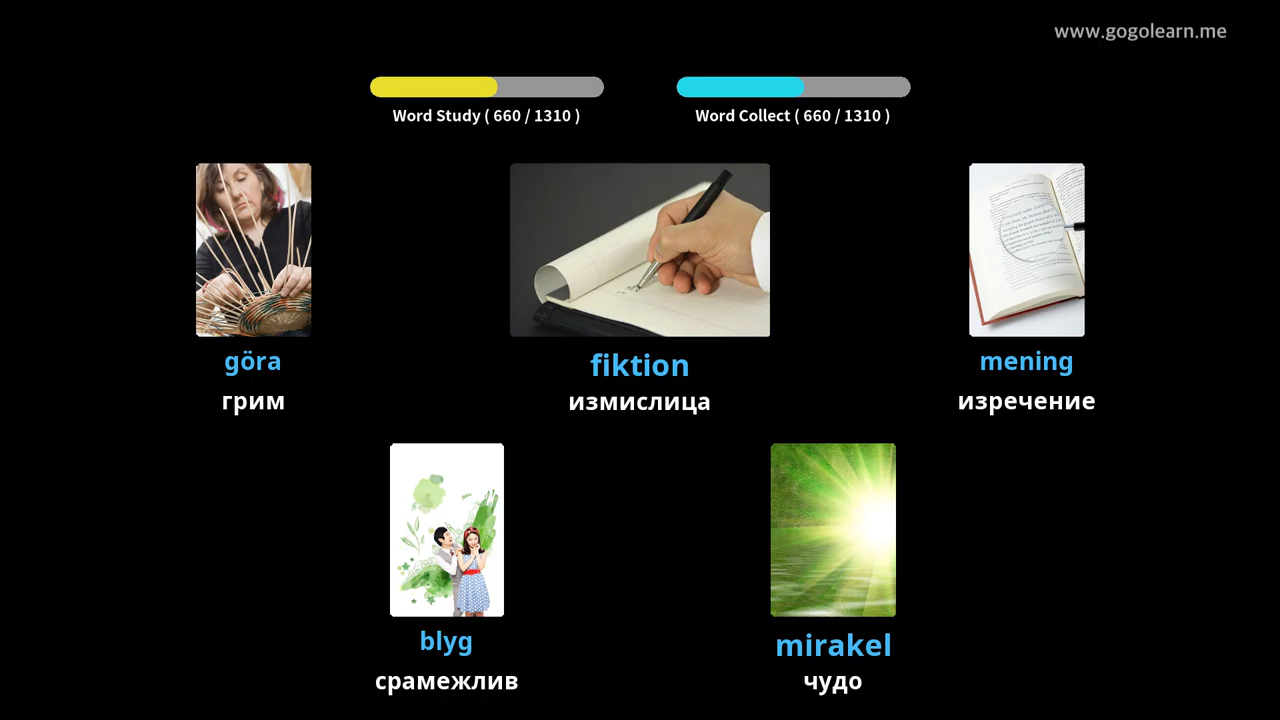 www.gogolearn.me
Word Study ( 660 / 1310 )
Word Collect ( 660 / 1310 )
göra
грим
fiktion
измислица
mening
изречение
blyg
срамежлив
mirakel
чудо